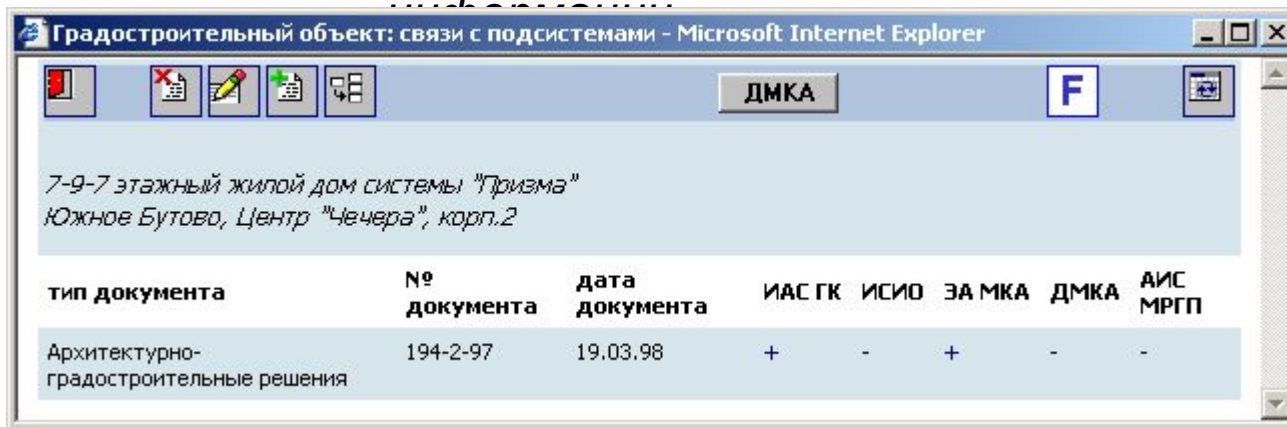 Градостроительный объект: связи с подсистемами - Microsoft Internet Explorer
ДМКА F
7-9-7 этажный жилой дом системы "Призма"
Южное Бутово, Центр "Чечера", корп.2
тип документа № документа дата документа ИАС ГК ИСИО ЭА МКА ДМКА АИС МРГП
Архитектурно- 194-2-97 19.03.98 + - + - -
градостроительные решения